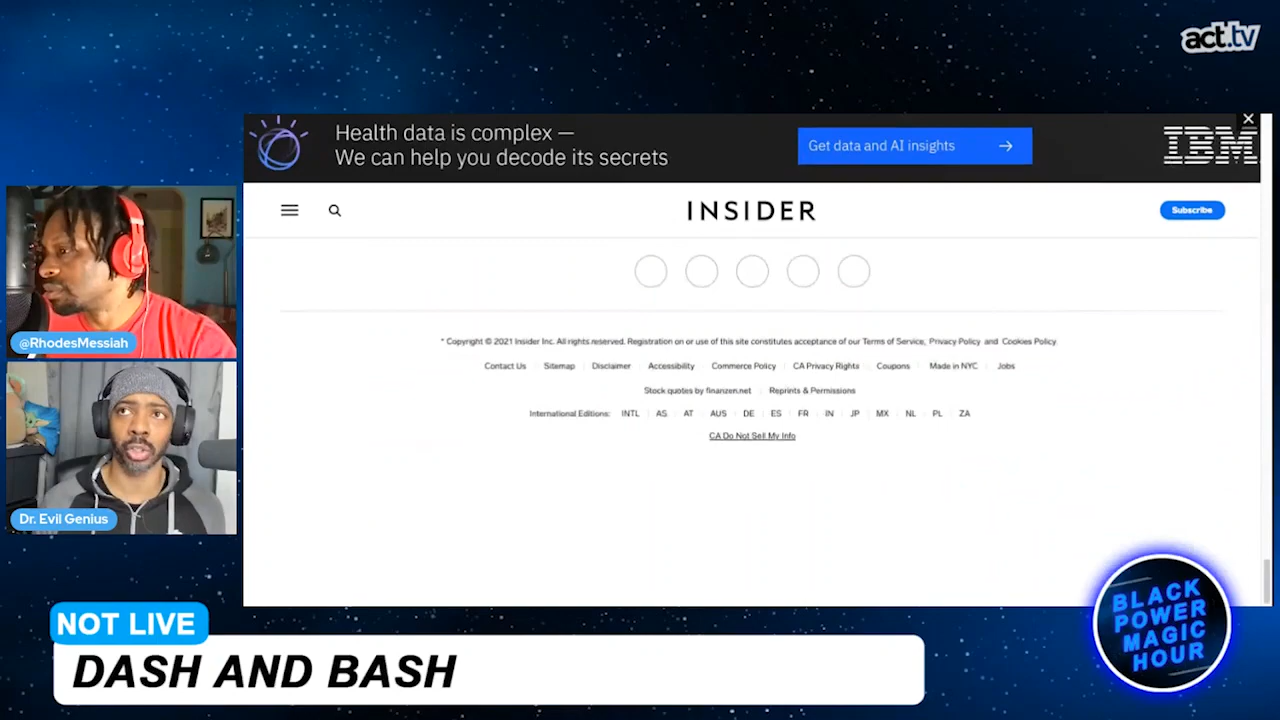 act.tv
Health data is complex —
We can help you decode its secrets
Get data and AI insights →
IBM
INSIDER
Subscribe
* Copyright © 2021 Insider Inc. All rights reserved. Registration on or use of this site constitutes acceptance of our Terms of Service, Privacy Policy and Cookies Policy.
Contact Us Sitemap Disclaimer Accessibility Commerce Policy CA Privacy Rights Coupons Made in NYC Jobs
Stock quotes by finanzen.net Reprints & Permissions
International Editions: INTL AS AT AUS DE ES FR IN JP MX NL PL ZA
CA Do Not Sell My Info
@RhodesMessiah
Dr. Evil Genius
NOT LIVE
DASH AND BASH
BLACK
POWER
MAGIC
HOUR